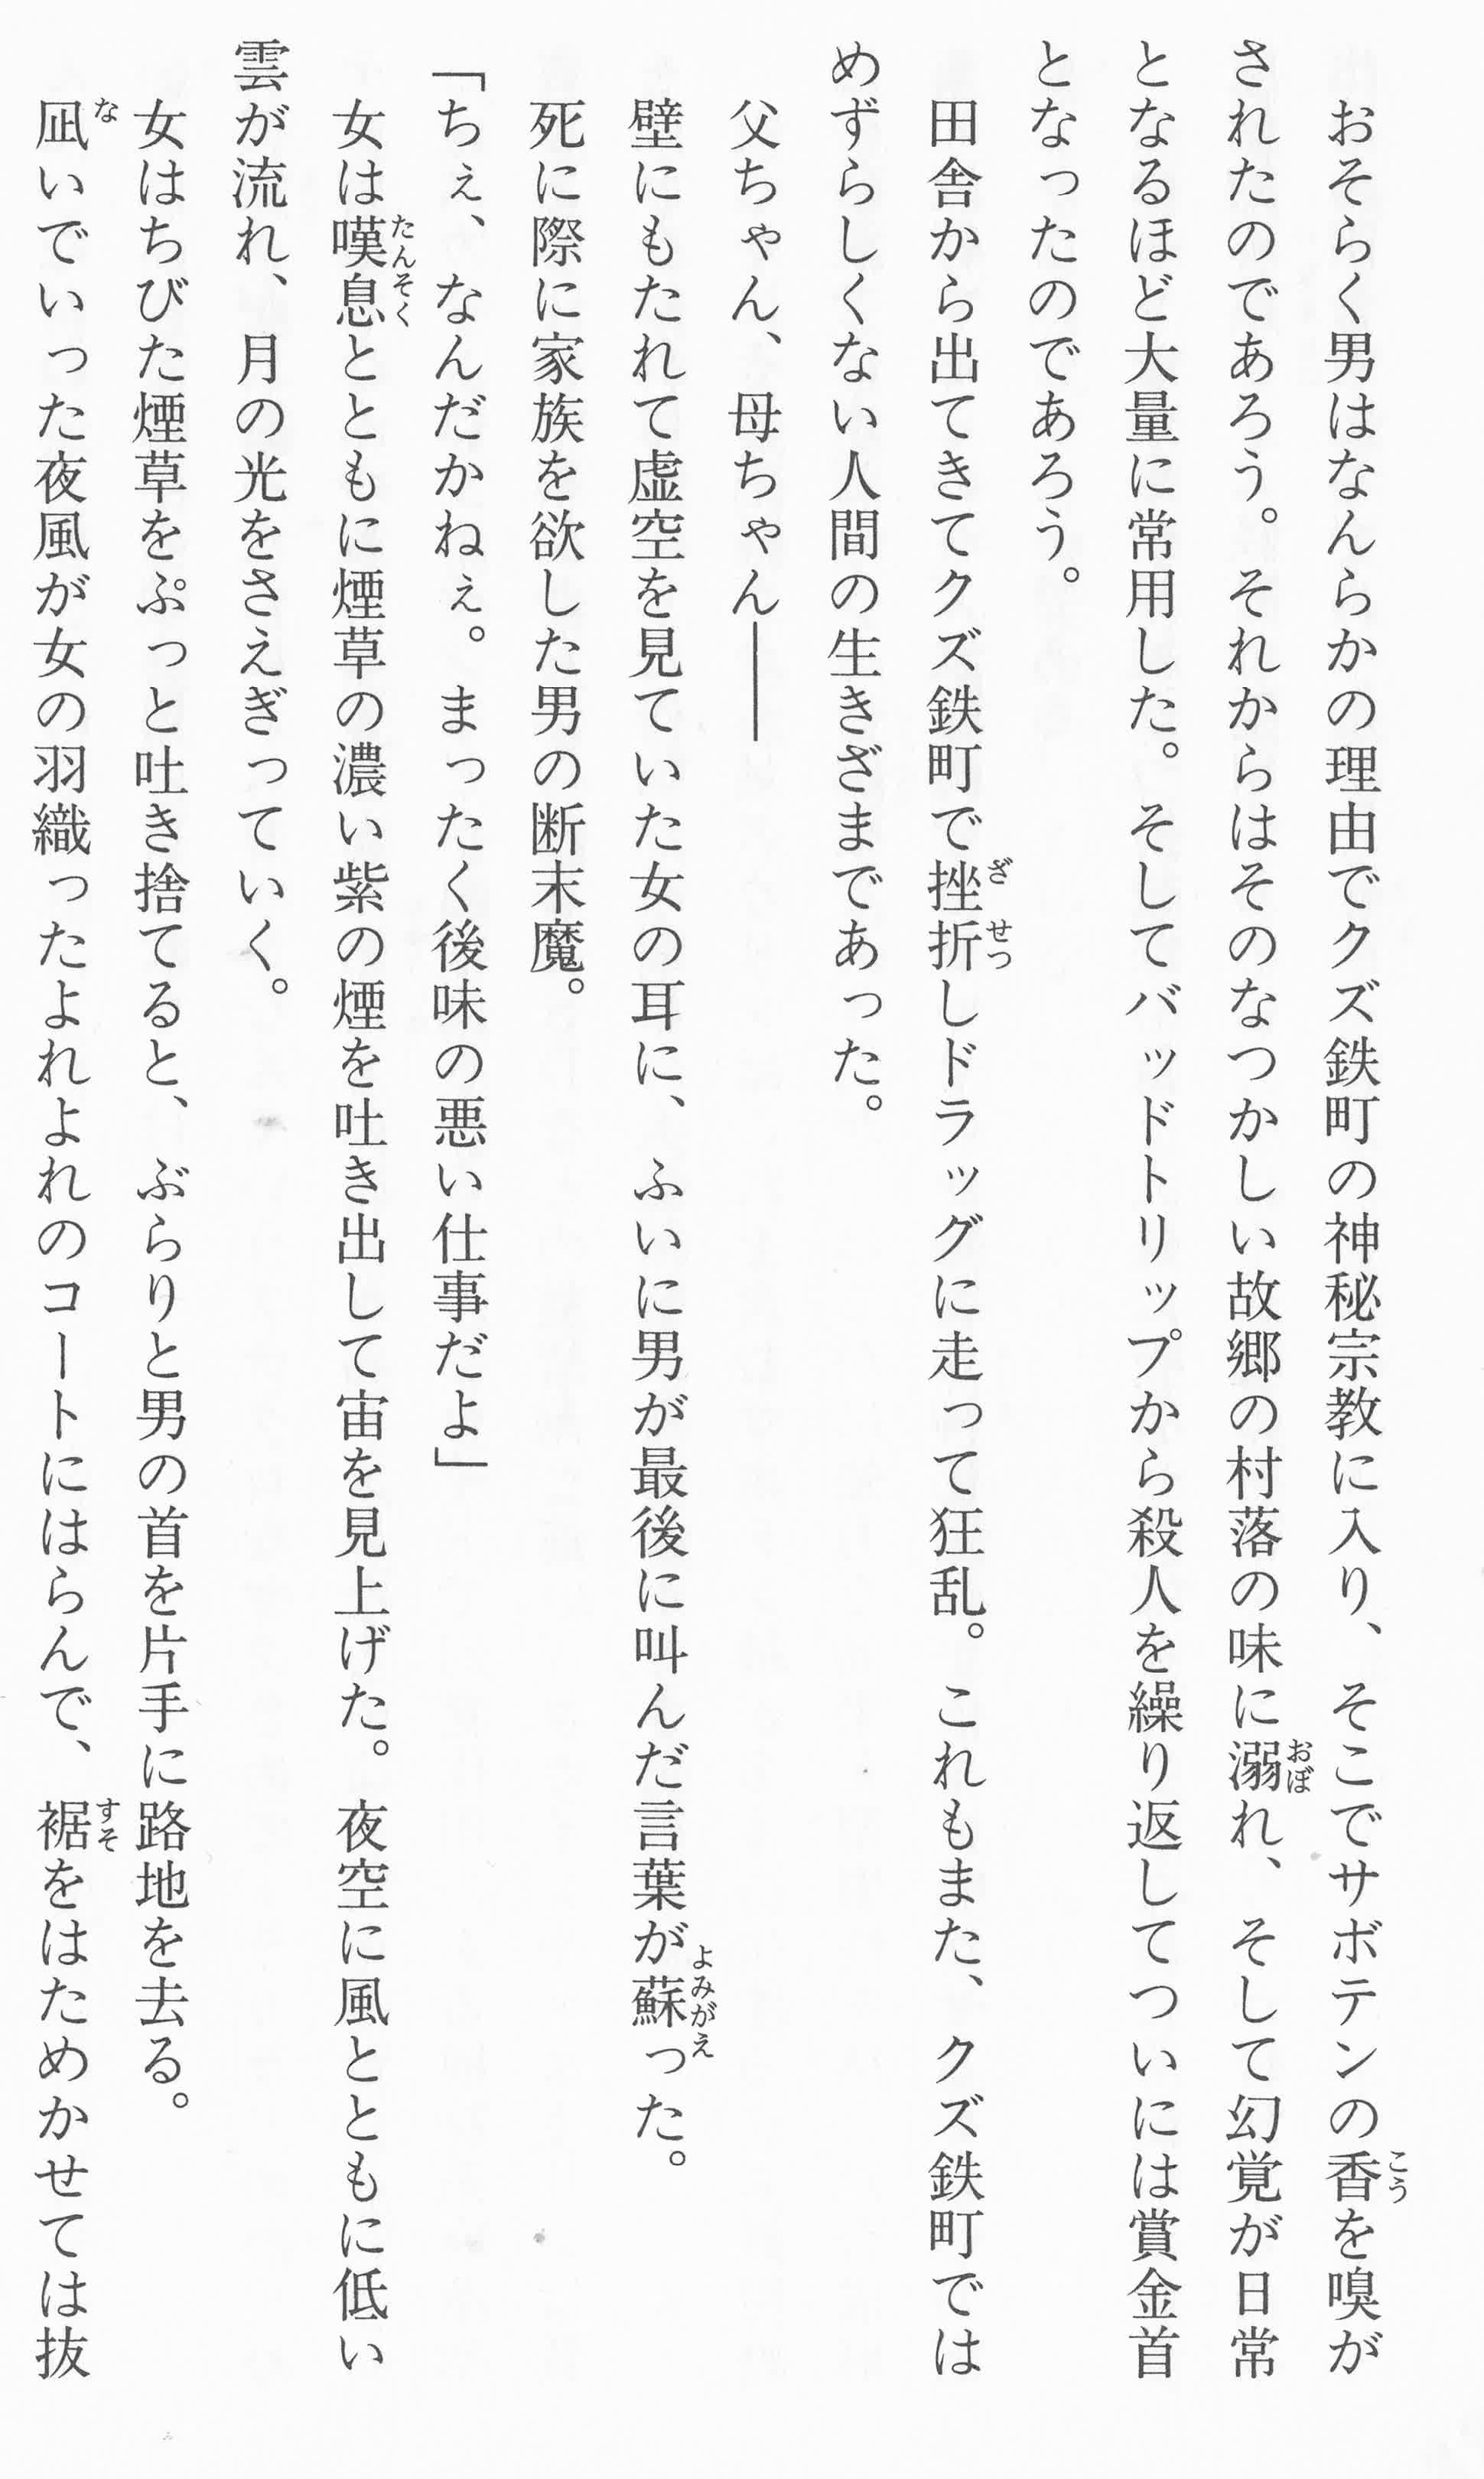 おそらく男はなんらかの理由でクズ鉄町の神秘宗教に入り、そこでサボテンの香を嗅が
されたのであろう。それからはそのなつかしい故郷の村落の味に溺れ、そして幻覚が日常
となるほど大量に常用した。そしてバッドトリップから殺人を繰り返してついには賞金首
となったのであろう。
　田舎から出てきてクズ鉄町で挫折しドラッグに走って狂乱。これもまた、クズ鉄町では
めずらしくない人間の生きざまであった。
　父ちゃん、母ちゃん――
　壁にもたれて虚空を見ていた女の耳に、ふいに男が最後に叫んだ言葉が蘇った。
　死に際に家族を欲した男の断末魔。
「ちぇ、なんだかねぇ。まったく後味の悪い仕事だよ」
　女は嘆息とともに煙草の濃い紫の煙を吐き出して宙を見上げた。夜空に風とともに低い
雲が流れ、月の光をさえぎっていく。
　女はちびた煙草をぷっと吐き捨てると、ぶらりと男の首を片手に路地を去る。
　凪いでいった夜風が女の羽織ったよれよれのコートにはらんで、裾をはためかせては抜